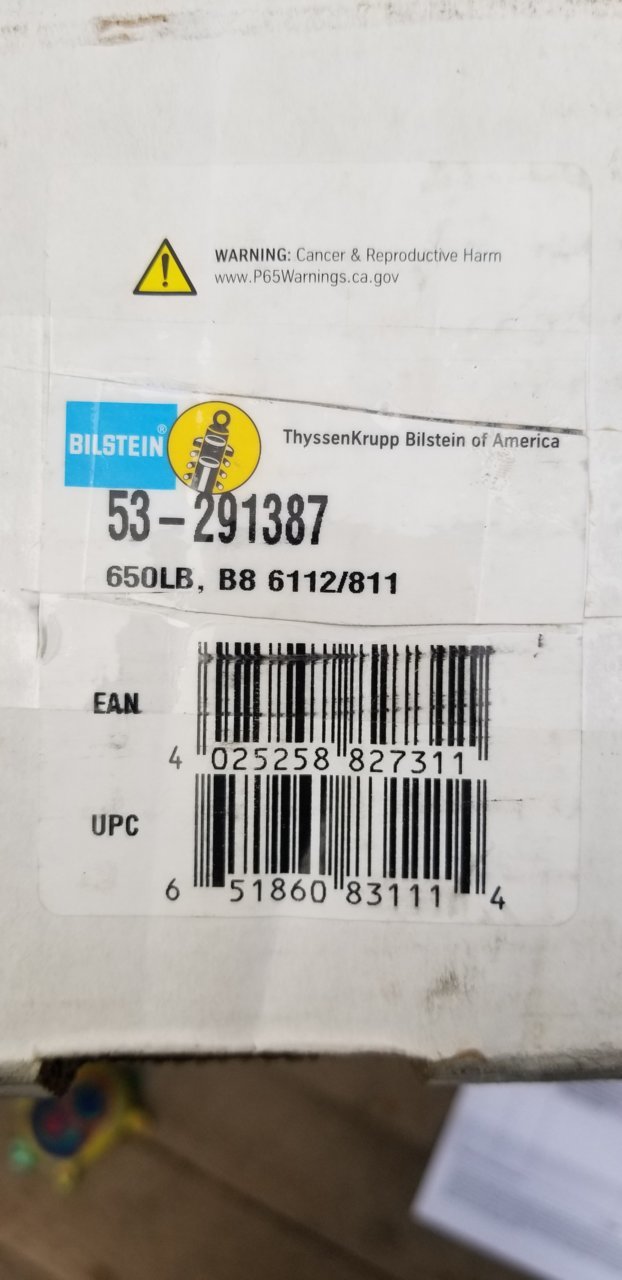 WARNING: Cancer & Reproductive Harm
www.P65Warnings.ca.gov
BILSTEIN®
ThyssenKrupp Bilstein of America
53-291387
650LB, B8 6112/811
EAN
4 025258 827311
UPC
6 51860 83111 4